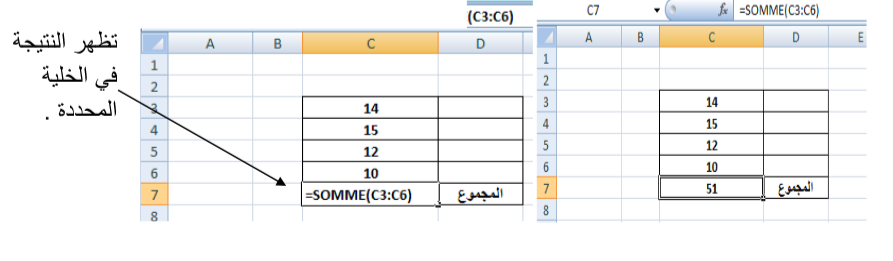 (C3:C6)
تظهر النتيجة
في الخلية
المحددة .
A B C D
1
2
3 14
4 15
5 12
6 10
7 =SOMME(C3:C6) المجموع
8
C7 fx =SOMME(C3:C6)
A B C D E
1
2
3 14
4 15
5 12
6 10
7 51 المجموع
8